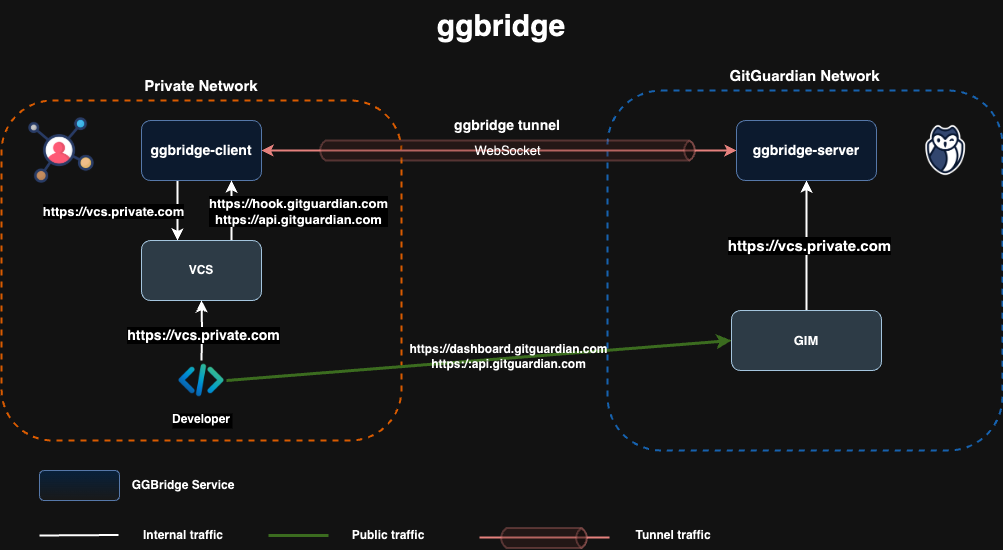 ggbridge
Private Network
GitGuardian Network
ggbridge tunnel
ggbridge-client
WebSocket
ggbridge-server
https://vcs.private.com
https://hook.gitguardian.com
https://api.gitguardian.com
https://vcs.private.com
VCS
https://vcs.private.com
GIM
https://dashboard.gitguardian.com
https:/:api.gitguardian.com
Developer
GGBridge Service
Internal traffic
Public traffic
Tunnel traffic